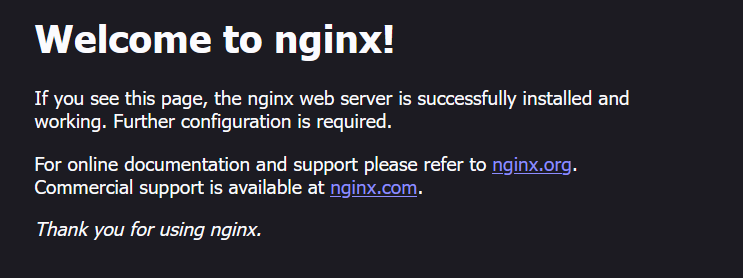 Welcome to nginx!
If you see this page, the nginx web server is successfully installed and
working. Further configuration is required.
For online documentation and support please refer to nginx.org.
Commercial support is available at nginx.com.
Thank you for using nginx.